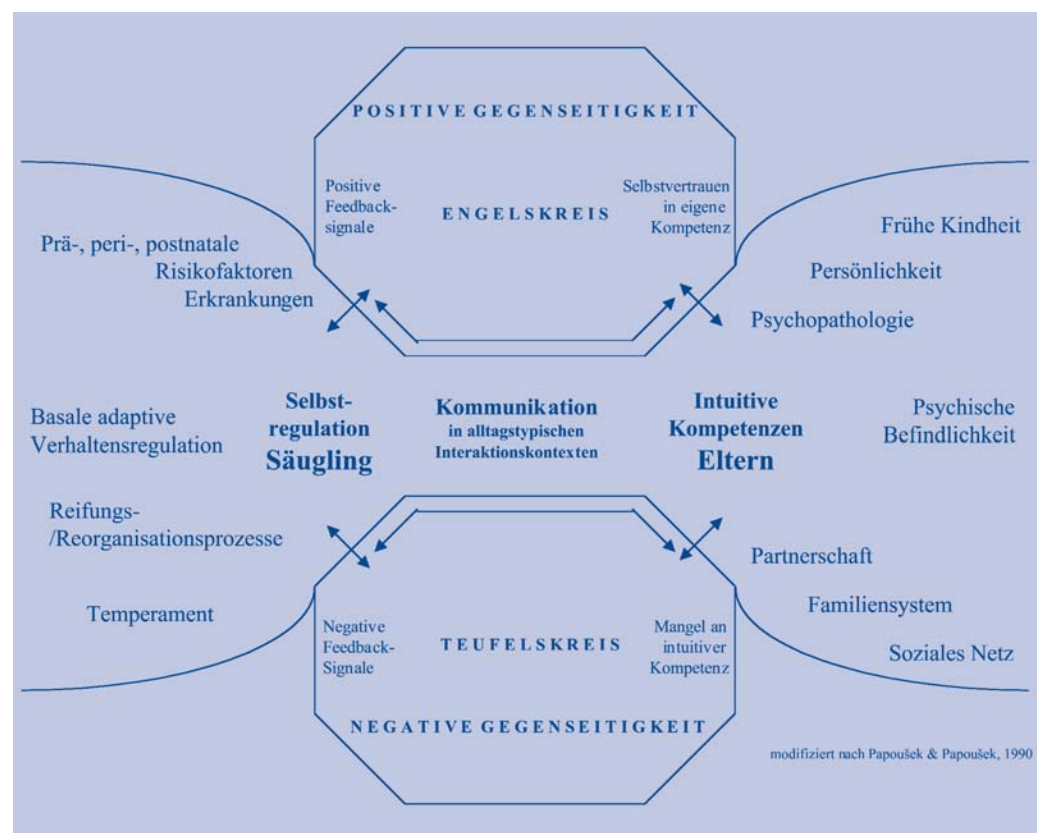 POSITIVE GEGENSEITIGKEIT
Positive
Feedback-
signale
ENGELSKREIS
Selbstvertrauen
in eigene
Kompetenz
Prä-, peri-, postnatale
Risikofaktoren
Erkrankungen
Frühe Kindheit
Persönlichkeit
Psychopathologie
Basale adaptive
Verhaltensregulation
Selbst-
regulation
Säugling
Kommunikation
in alltagstypischen
Interaktionskontexten
Intuitive
Kompetenzen
Eltern
Psychische
Befindlichkeit
Reifungs-
/Reorganisationsprozesse
Temperament
Partnerschaft
Familiensystem
Soziales Netz
Negative
Feedback-
Signale
TEUFELSKREIS
Mangel an
intuitiver
Kompetenz
NEGATIVE GEGENSEITIGKEIT
modifiziert nach Papoušek & Papoušek, 1990